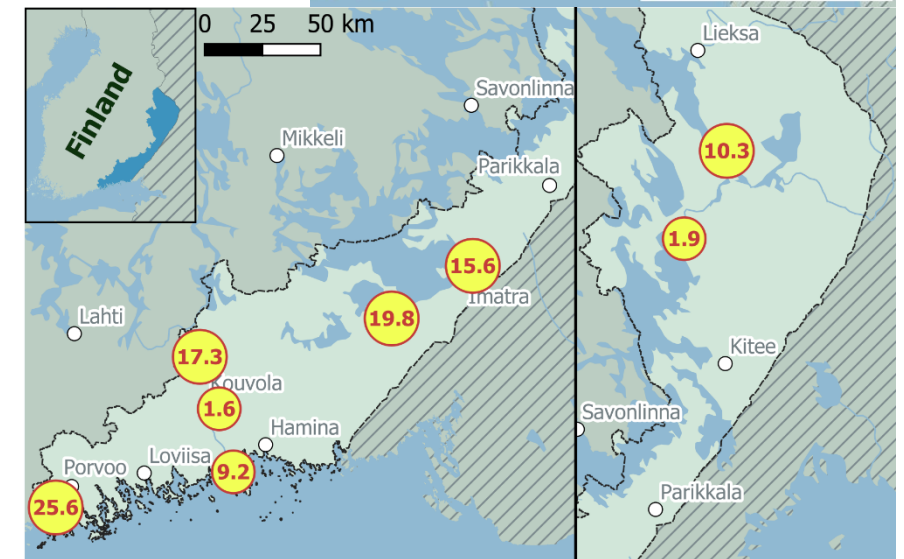 0 25 50 km
Finland
Savonlinna
Mikkeli
Parikkala
15.6
Imatra
19.8
Lahti
17.3
Kouvola
1.6
Hamina
Loviisa
9.2
Porvoo
25.6
Lieksa
10.3
1.9
Kitee
Savonlinna
Parikkala